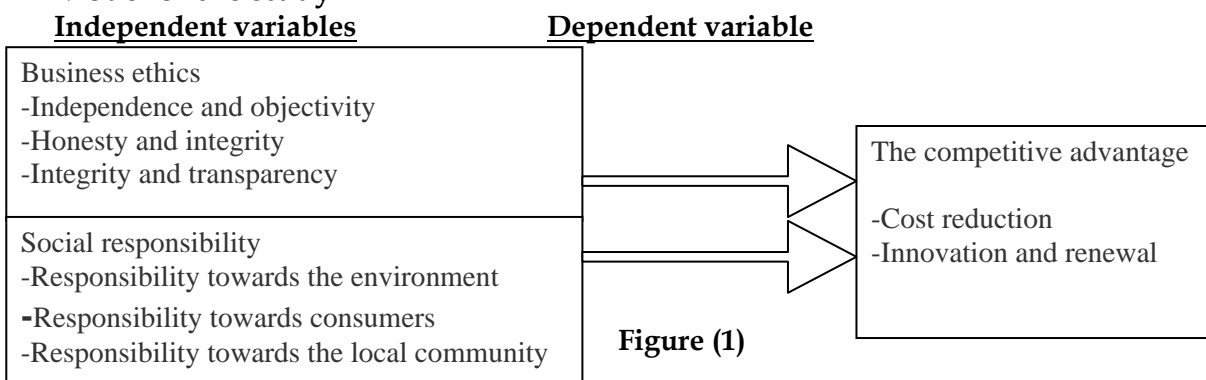 Independent variables
Dependent variable
Business ethics
-Independence and objectivity
-Honesty and integrity
-Integrity and transparency
Social responsibility
-Responsibility towards the environment
-Responsibility towards consumers
-Responsibility towards the local community
The competitive advantage
-Cost reduction
-Innovation and renewal
Figure (1)